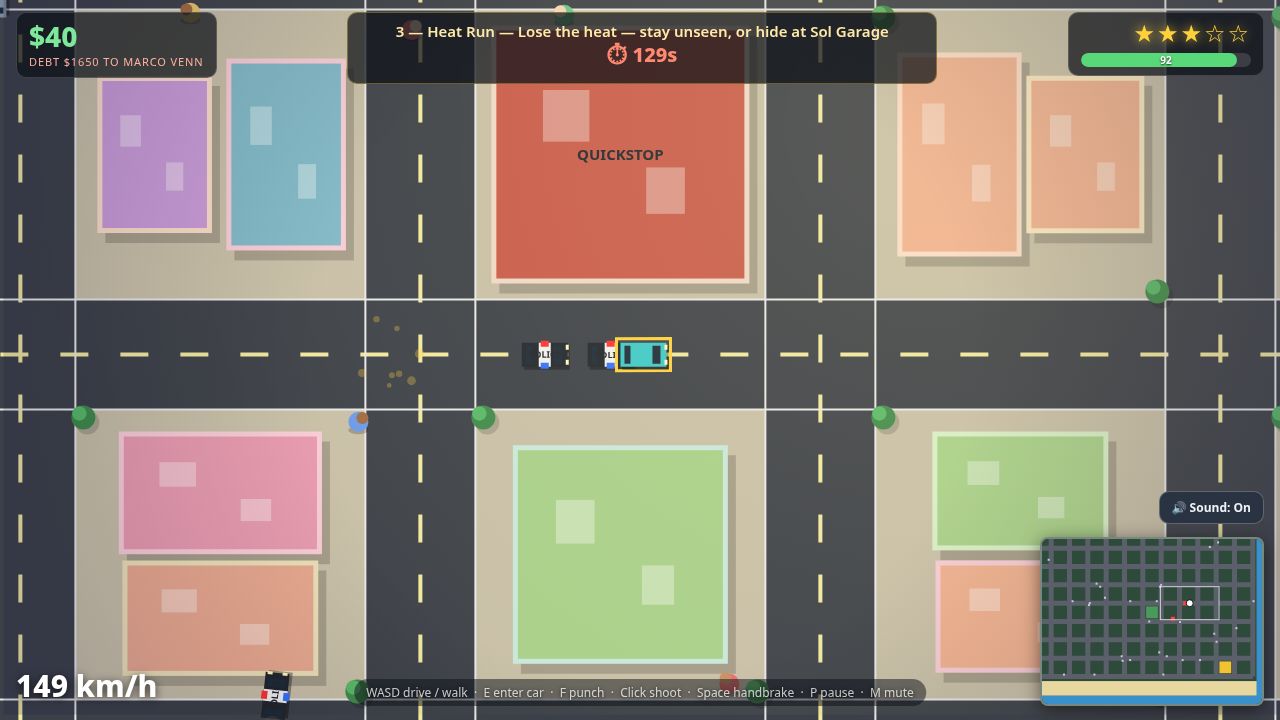 $40
DEBT $1650 TO MARCO VENN
3 — Heat Run — Lose the heat — stay unseen, or hide at Sol Garage
⏱ 129s
★★★☆☆
92
QUICKSTOP
🔊 Sound: On
149 km/h
WASD drive / walk · E enter car · F punch · Click shoot · Space handbrake · P pause · M mute